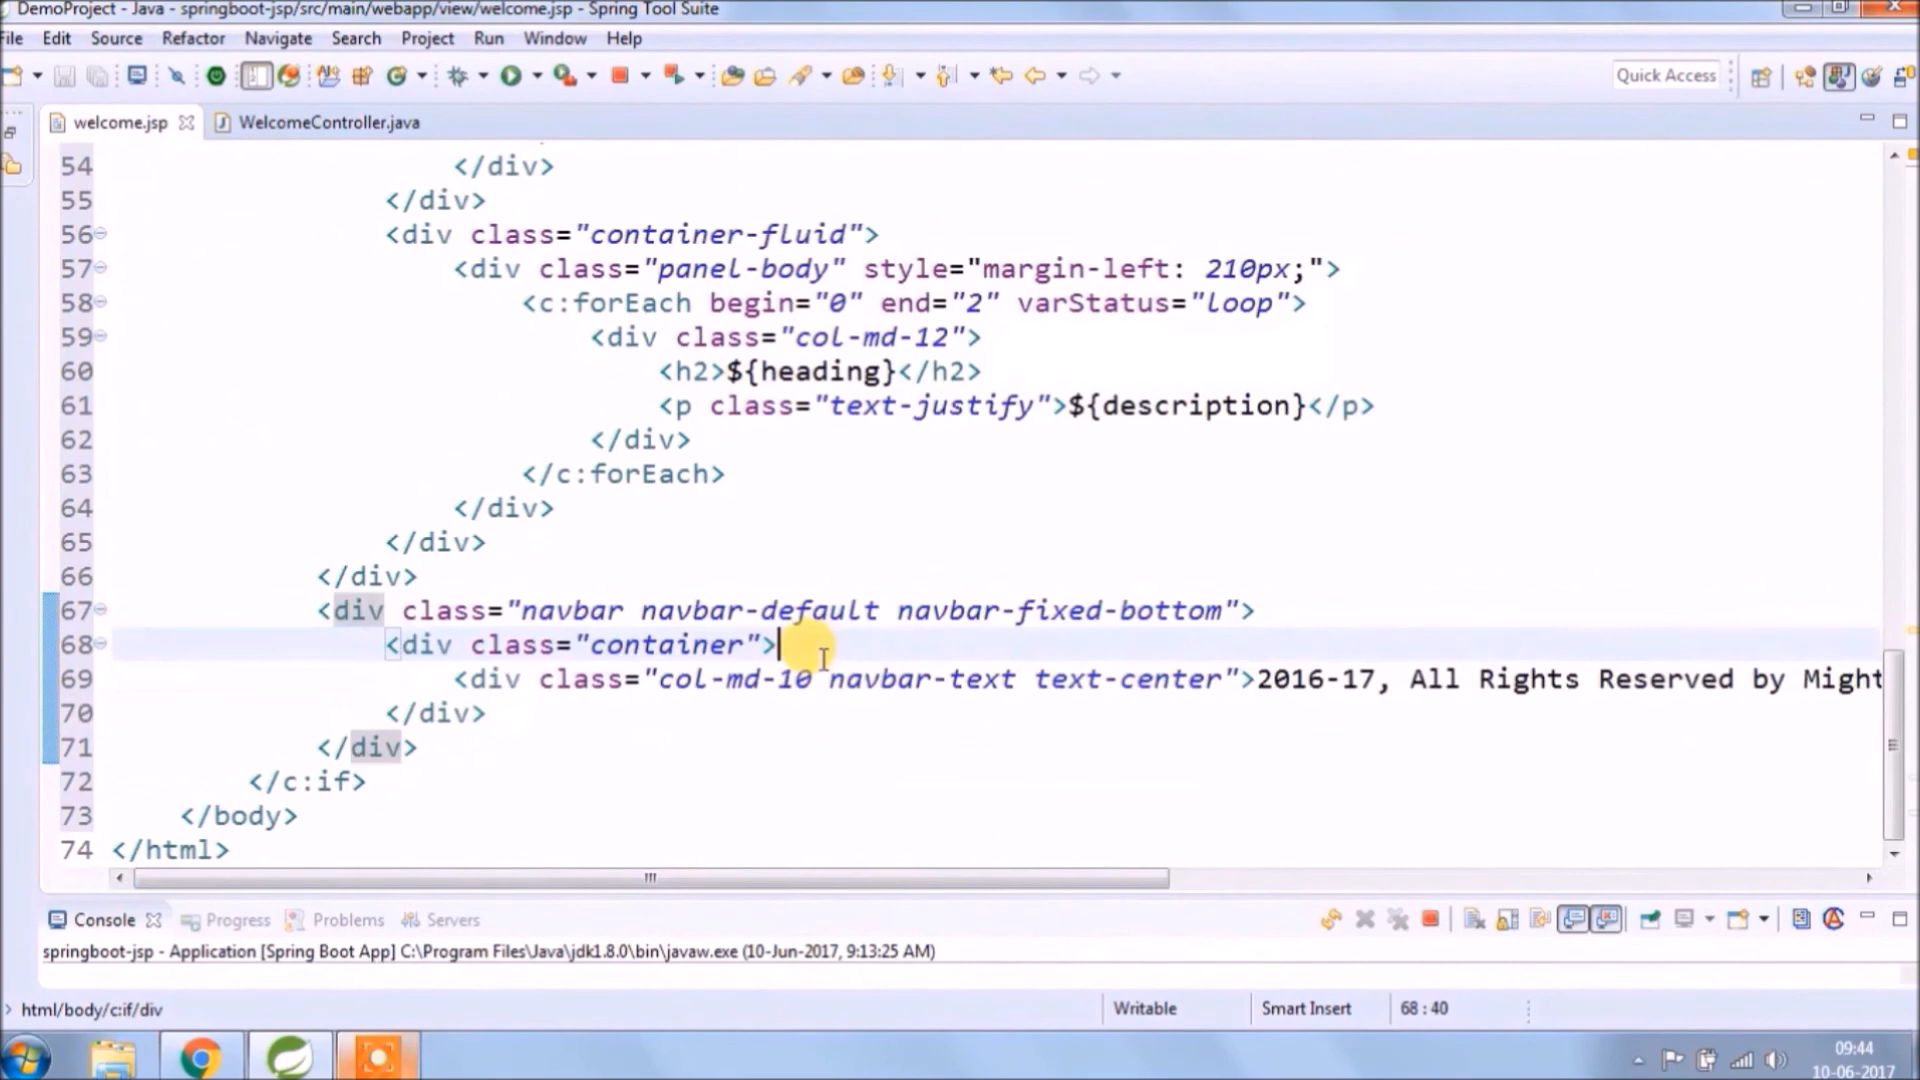 DemoProject - Java - springboot-jsp/src/main/webapp/view/welcome.jsp - Spring Tool Suite
File Edit Source Refactor Navigate Search Project Run Window Help
Quick Access
welcome.jsp WelcomeController.java
54 </div>
55 </div>
56 <div class="container-fluid">
57 <div class="panel-body" style="margin-left: 210px;">
58 <c:forEach begin="0" end="2" varStatus="loop">
59 <div class="col-md-12">
60 <h2>${heading}</h2>
61 <p class="text-justify">${description}</p>
62 </div>
63 </c:forEach>
64 </div>
65 </div>
66 </div>
67 <div class="navbar navbar-default navbar-fixed-bottom">
68 <div class="container">
69 <div class="col-md-10 navbar-text text-center">2016-17, All Rights Reserved by Might
70 </div>
71 </div>
72 </c:if>
73 </body>
74 </html>
Console Progress Problems Servers
springboot-jsp - Application [Spring Boot App] C:\Program Files\Java\jdk1.8.0\bin\javaw.exe (10-Jun-2017, 9:13:25 AM)
html/body/c:if/div Writable Smart Insert 68 : 40
09:44
10-06-2017